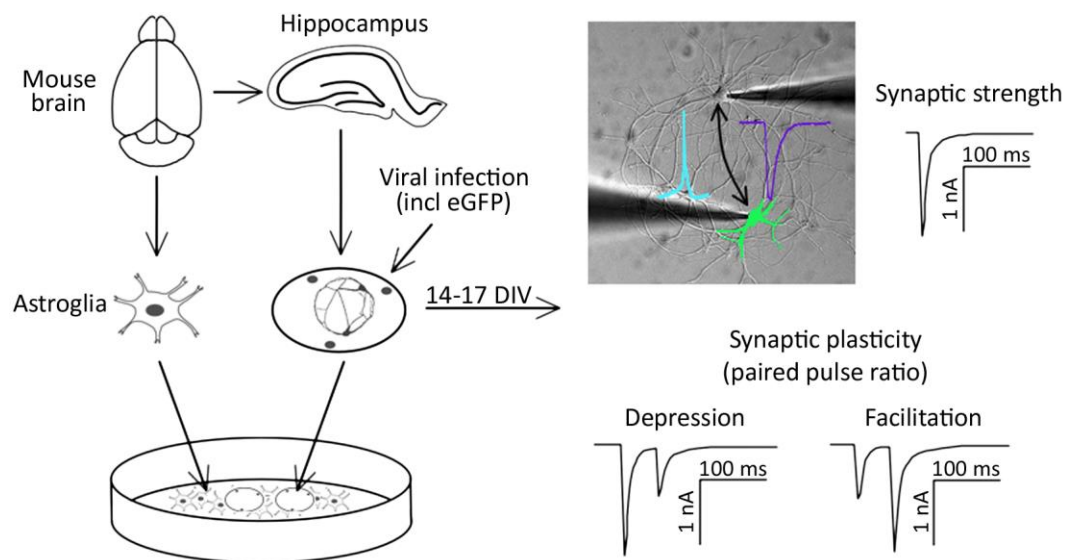 Hippocampus
Mouse
brain
Viral infection
(incl eGFP)
Astroglia
14-17 DIV
Synaptic strength
100 ms
1 nA
Synaptic plasticity
(paired pulse ratio)
Depression
Facilitation
100 ms
1 nA
100 ms
1 nA